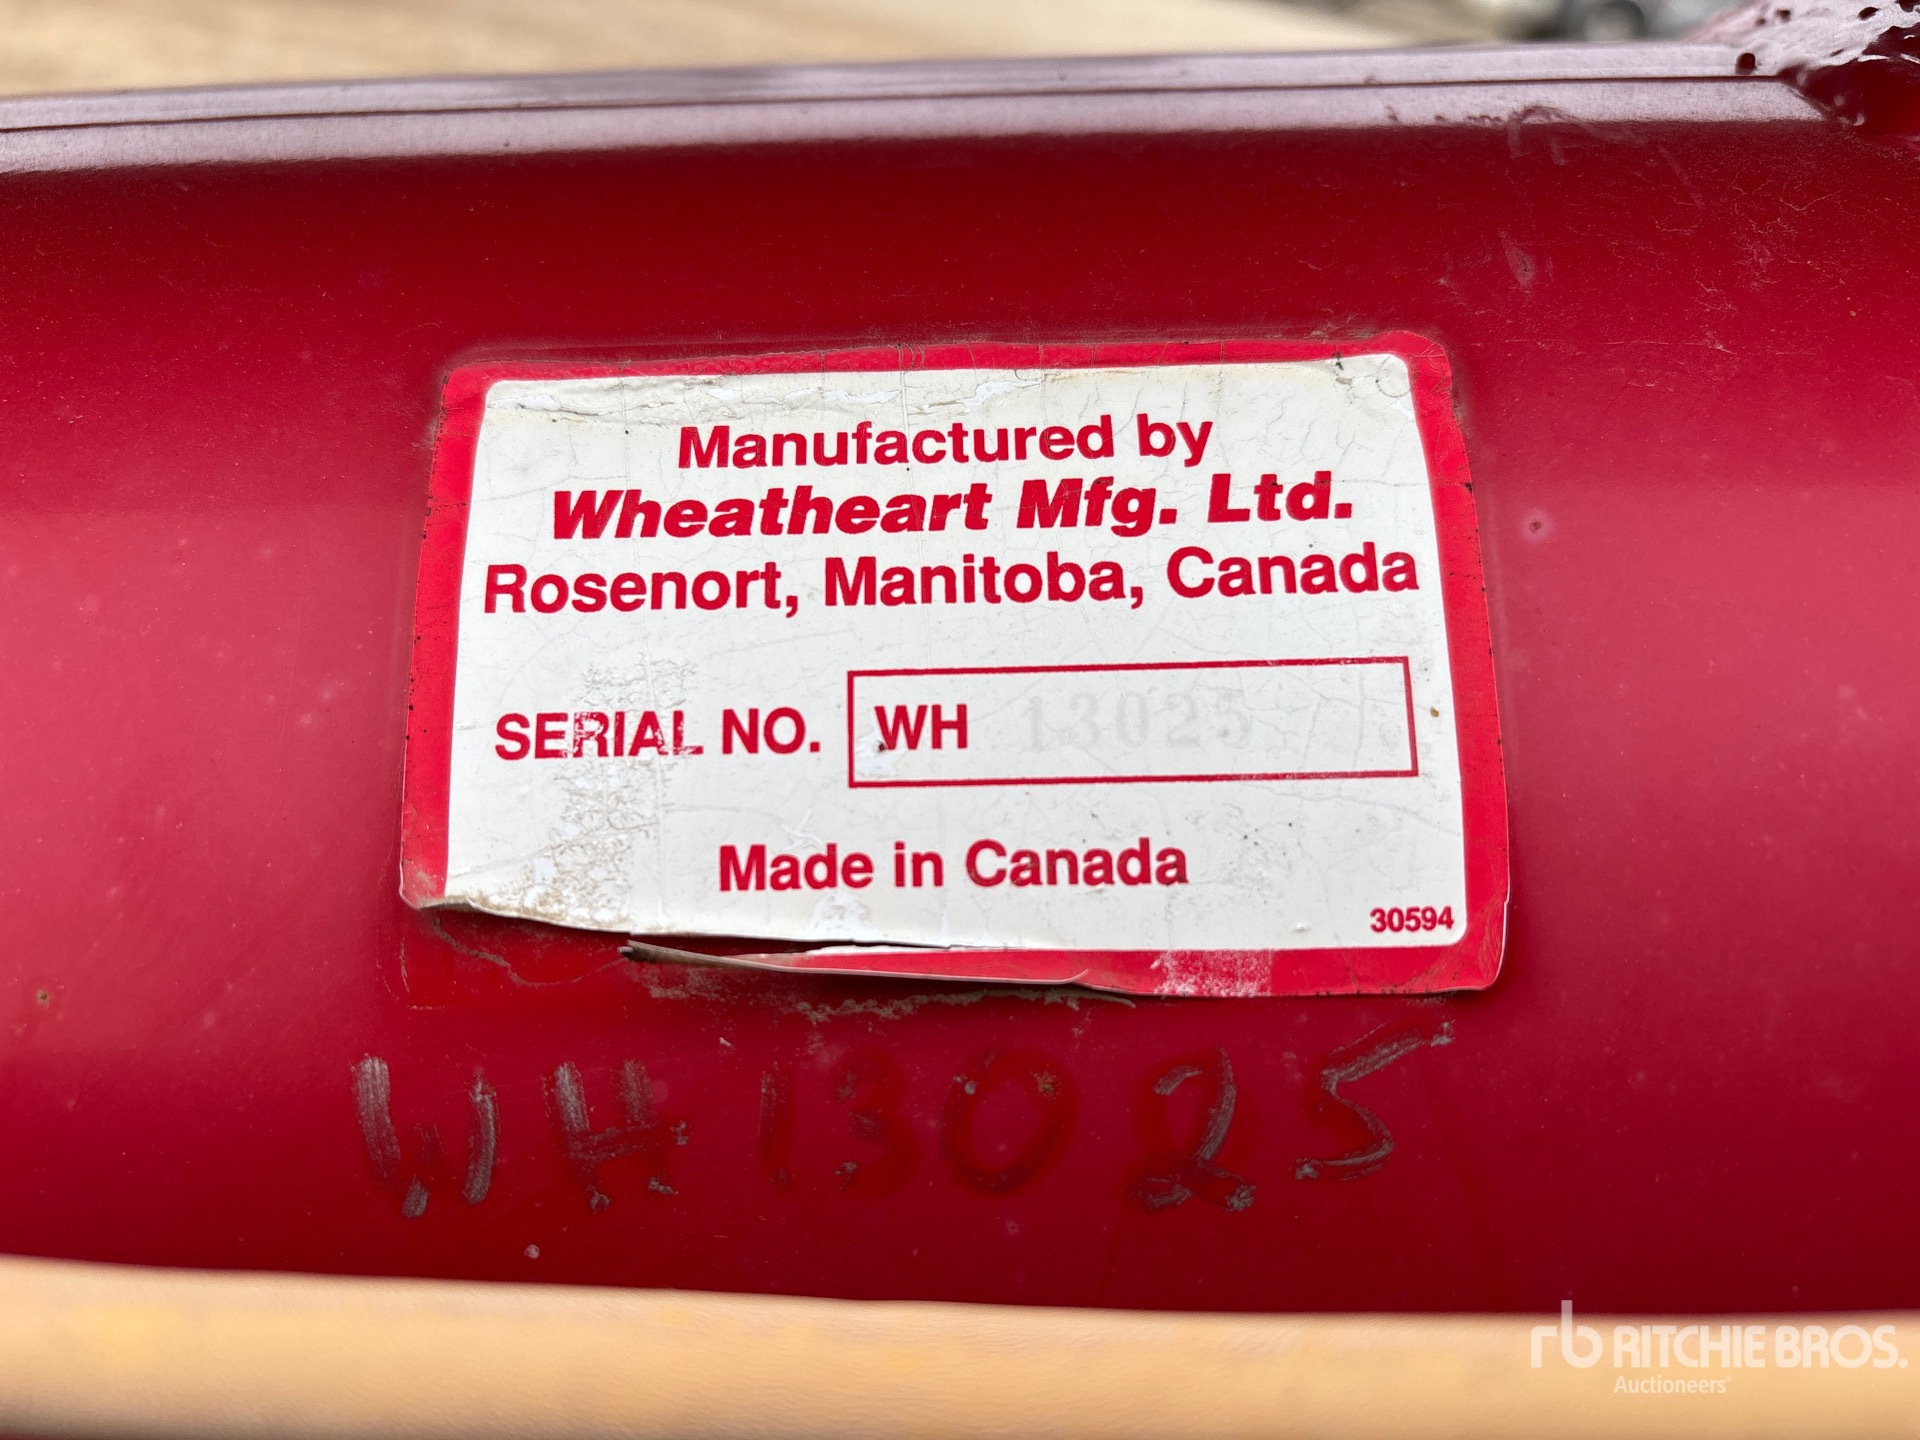 Manufactured by
Wheatheart Mfg. Ltd.
Rosenort, Manitoba, Canada
SERIAL NO. WH 13025
Made in Canada
30594
WH13025
rb RITCHIE BROS.
Auctioneers